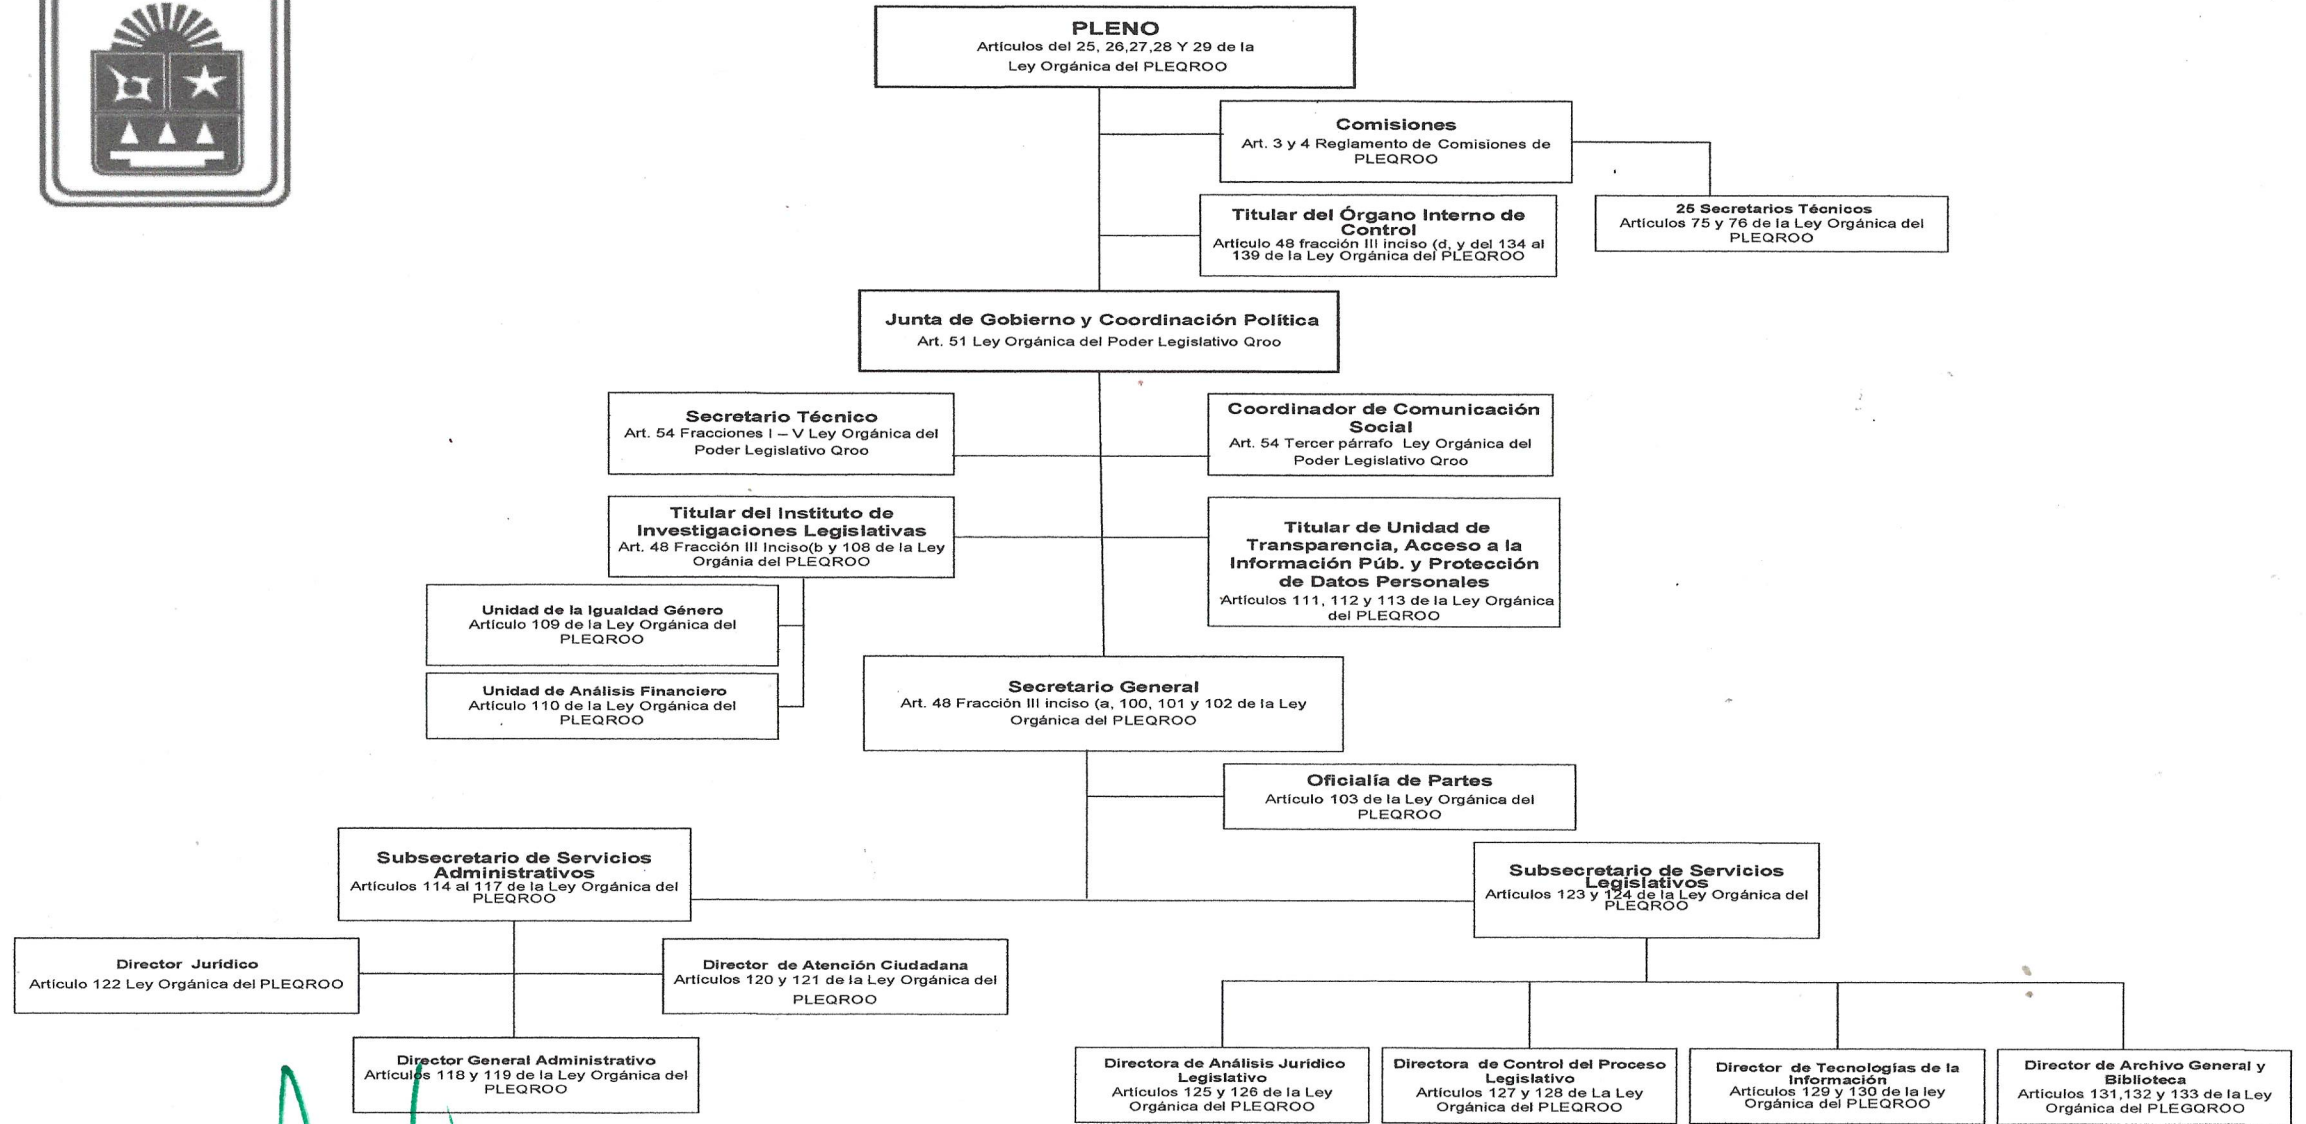 PLENO
Artículos del 25, 26,27,28 Y 29 de la
Ley Orgánica del PLEQROO
Comisiones
Art. 3 y 4 Reglamento de Comisiones de
PLEQROO
25 Secretarios Técnicos
Artículos 75 y 76 de la Ley Orgánica del
PLEQROO
Titular del Órgano Interno de
Control
Artículo 48 fracción III inciso (d, y del 134 al
139 de la Ley Orgánica del PLEQROO
Junta de Gobierno y Coordinación Política
Art. 51 Ley Orgánica del Poder Legislativo Qroo
Secretario Técnico
Art. 54 Fracciones I – V Ley Orgánica del
Poder Legislativo Qroo
Coordinador de Comunicación
Social
Art. 54 Tercer párrafo Ley Orgánica del
Poder Legislativo Qroo
Titular del Instituto de
Investigaciones Legislativas
Art. 48 Fracción III Inciso(b y 108 de la Ley
Orgánia del PLEQROO
Titular de Unidad de
Transparencia, Acceso a la
Información Púb. y Protección
de Datos Personales
Artículos 111, 112 y 113 de la Ley Orgánica
del PLEQROO
Unidad de la Igualdad Género
Artículo 109 de la Ley Orgánica del
PLEQROO
Unidad de Análisis Financiero
Artículo 110 de la Ley Orgánica del
PLEQROO
Secretario General
Art. 48 Fracción III inciso (a, 100, 101 y 102 de la Ley
Orgánica del PLEQROO
Oficialía de Partes
Artículo 103 de la Ley Orgánica del
PLEQROO
Subsecretario de Servicios
Administrativos
Artículos 114 al 117 de la Ley Orgánica del
PLEQROO
Subsecretario de Servicios
Legislativos
Artículos 123 y 124 de la Ley Orgánica del
PLEQROO
Director Jurídico
Artículo 122 Ley Orgánica del PLEQROO
Director de Atención Ciudadana
Artículos 120 y 121 de la Ley Orgánica del
PLEQROO
Director General Administrativo
Artículos 118 y 119 de la Ley Orgánica del
PLEQROO
Directora de Análisis Jurídico
Legislativo
Artículos 125 y 126 de la Ley
Orgánica del PLEQROO
Directora de Control del Proceso
Legislativo
Artículos 127 y 128 de La Ley
Orgánica del PLEQROO
Director de Tecnologías de la
Información
Artículos 129 y 130 de la ley
Orgánica del PLEQROO
Director de Archivo General y
Biblioteca
Artículos 131,132 y 133 de la Ley
Orgánica del PLEGQROO